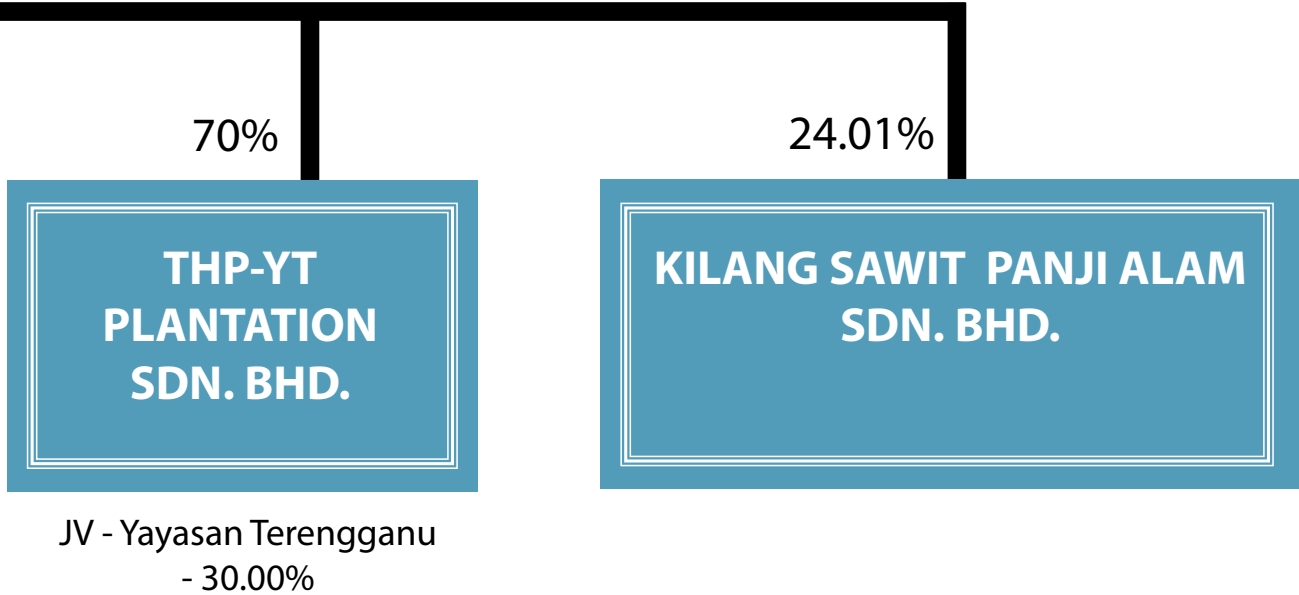 70%
24.01%
THP-YT
PLANTATION
SDN. BHD.
KILANG SAWIT PANJI ALAM
SDN. BHD.
JV - Yayasan Terengganu
- 30.00%